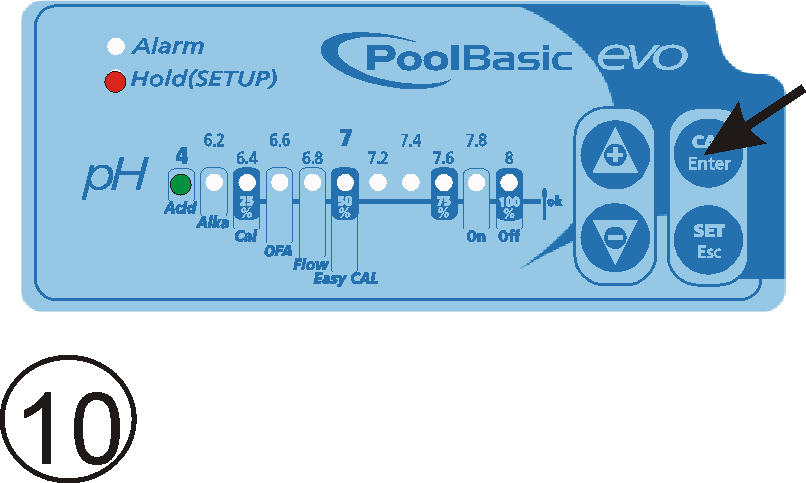 Alarm
Hold(SETUP)
PoolBasic evo
pH
4 6.2 6.4 6.6 6.8 7 7.2 7.4 7.6 7.8 8
25 % 50 % 75 % 100 % ok
Acid Alka Cal OFA Flow Easy CAL On Off
CAL
Enter
SET
Esc
10